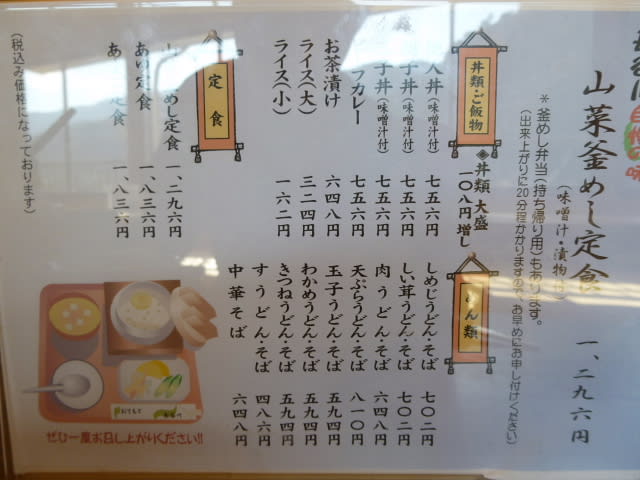 自慢の味
山菜釜めし定食 一、二九六円
(味噌汁・漬物付)
*釜めし弁当(持ち帰り用)も有ります。
(出来上がりに20分程かかりますので、お早めにお申し付けください)
丼類・ご飯物
◈丼類 大盛
一〇八円増し
人丼(味噌汁付) 七五六円
子丼(味噌汁付) 七五六円
子丼(味噌汁付) 七五六円
フカレー 七五六円
お茶漬け 六四八円
ライス(大) 三二四円
ライス(小) 一六二円
定食
めし定食 一、二九六円
あ 定食 一、八三六円
あ 定食 一、八三六円
(税込み価格になっております)
めん類
しめじうどん・そば 七〇二円
しい茸うどん・そば 七〇二円
肉うどん・そば 六四八円
天ぷらうどん・そば 八一〇円
玉子うどん・そば 五九四円
わかめうどん・そば 五九四円
きつねうどん・そば 五九四円
すうどん・そば 四八六円
中華そば 六四八円
おてもと
ぜひ一度お召し上がりください!!